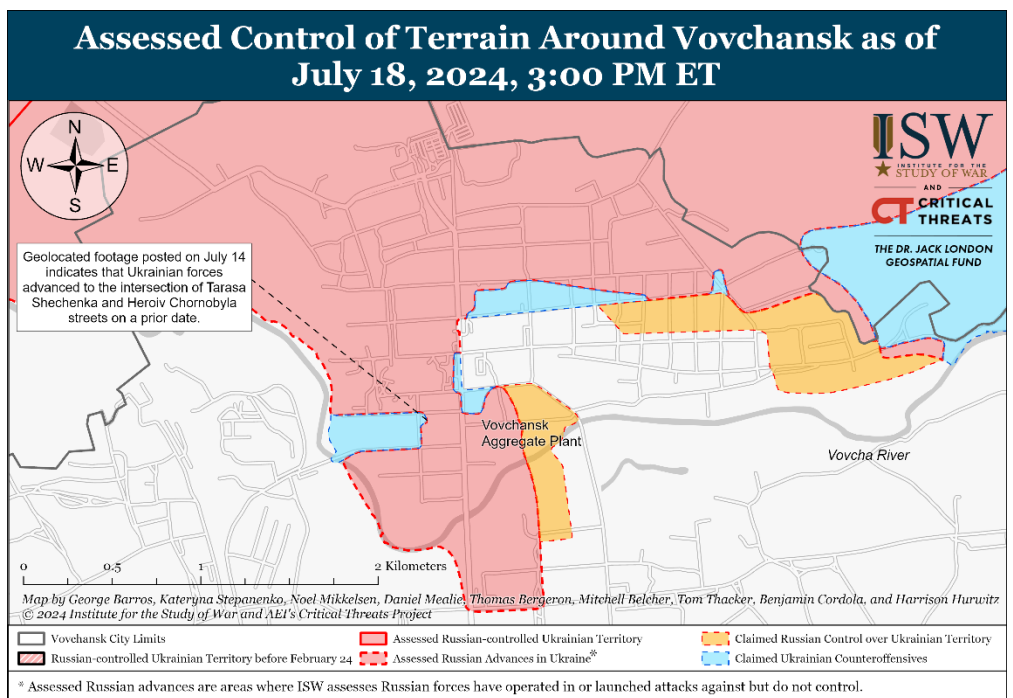 Assessed Control of Terrain Around Vovchansk as of
July 18, 2024, 3:00 PM ET
N
W E
S
ISW
INSTITUTE FOR THE
STUDY OF WAR
AND
CT CRITICAL
THREATS
THE DR. JACK LONDON
GEOSPATIAL FUND
Geolocated footage posted on July 14
indicates that Ukrainian forces
advanced to the intersection of Tarasa
Shechenka and Heroiv Chornobyla
streets on a prior date.
Vovchansk
Aggregate Plant
Vovcha River
0 0.5 1 2 Kilometers
Map by George Barros, Kateryna Stepanenko, Noel Mikkelsen, Daniel Mealie, Thomas Bergeron, Mitchell Belcher, Tom Thacker, Benjamin Cordola, and Harrison Hurwitz
© 2024 Institute for the Study of War and AEI's Critical Threats Project
Vovchansk City Limits
Assessed Russian-controlled Ukrainian Territory
Claimed Russian Control over Ukrainian Territory
Russian-controlled Ukrainian Territory before February 24
Assessed Russian Advances in Ukraine*
Claimed Ukrainian Counteroffensives
* Assessed Russian advances are areas where ISW assesses Russian forces have operated in or launched attacks against but do not control.